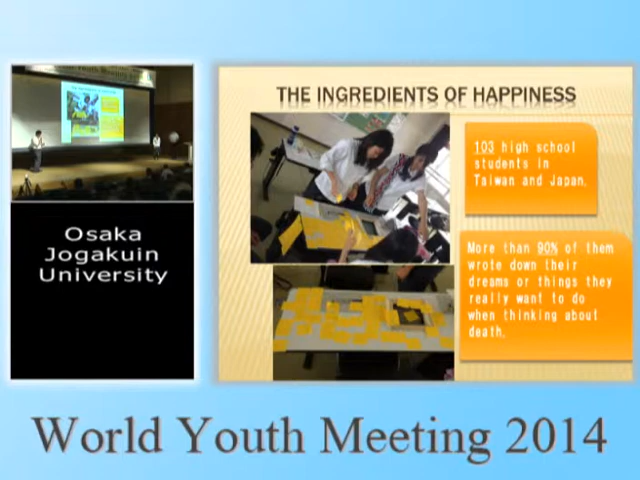 THE INGREDIENTS OF HAPPINESS
103 high school
students in
Taiwan and Japan.
More than 90% of them
wrote down their
dreams or things they
really want to do
when thinking about
death.
Osaka
Jogakuin
University
World Youth Meeting 2014